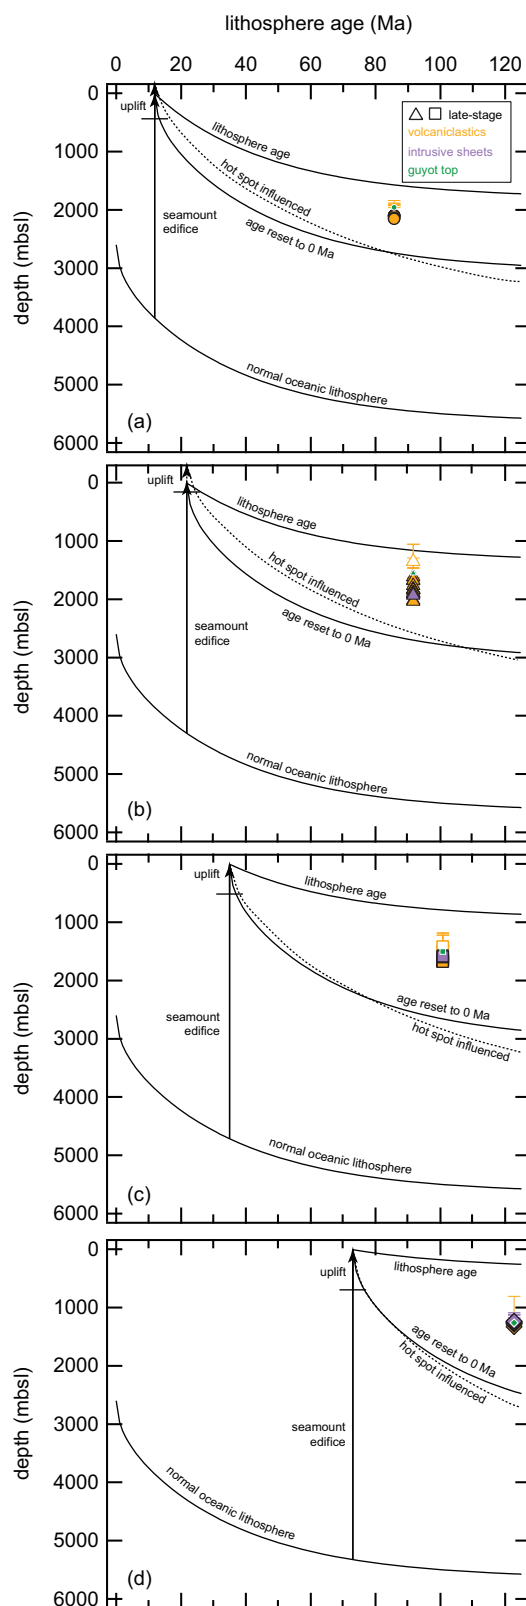 lithosphere age (Ma)
0 20 40 60 80 100 120
0
1000
2000
3000
4000
5000
6000
depth (mbsl)
uplift
late-stage
volcaniclastics
intrusive sheets
guyot top
lithosphere age
hot spot influenced
age reset to 0 Ma
seamount
edifice
normal oceanic lithosphere
(a)
0
1000
2000
3000
4000
5000
6000
depth (mbsl)
uplift
lithosphere age
hot spot influenced
age reset to 0 Ma
seamount
edifice
normal oceanic lithosphere
(b)
0
1000
2000
3000
4000
5000
6000
depth (mbsl)
uplift
lithosphere age
age reset to 0 Ma
hot spot influenced
seamount
edifice
normal oceanic lithosphere
(c)
0
1000
2000
3000
4000
5000
6000
depth (mbsl)
uplift
lithosphere age
age reset to 0 Ma
hot spot influenced
seamount
edifice
normal oceanic lithosphere
(d)